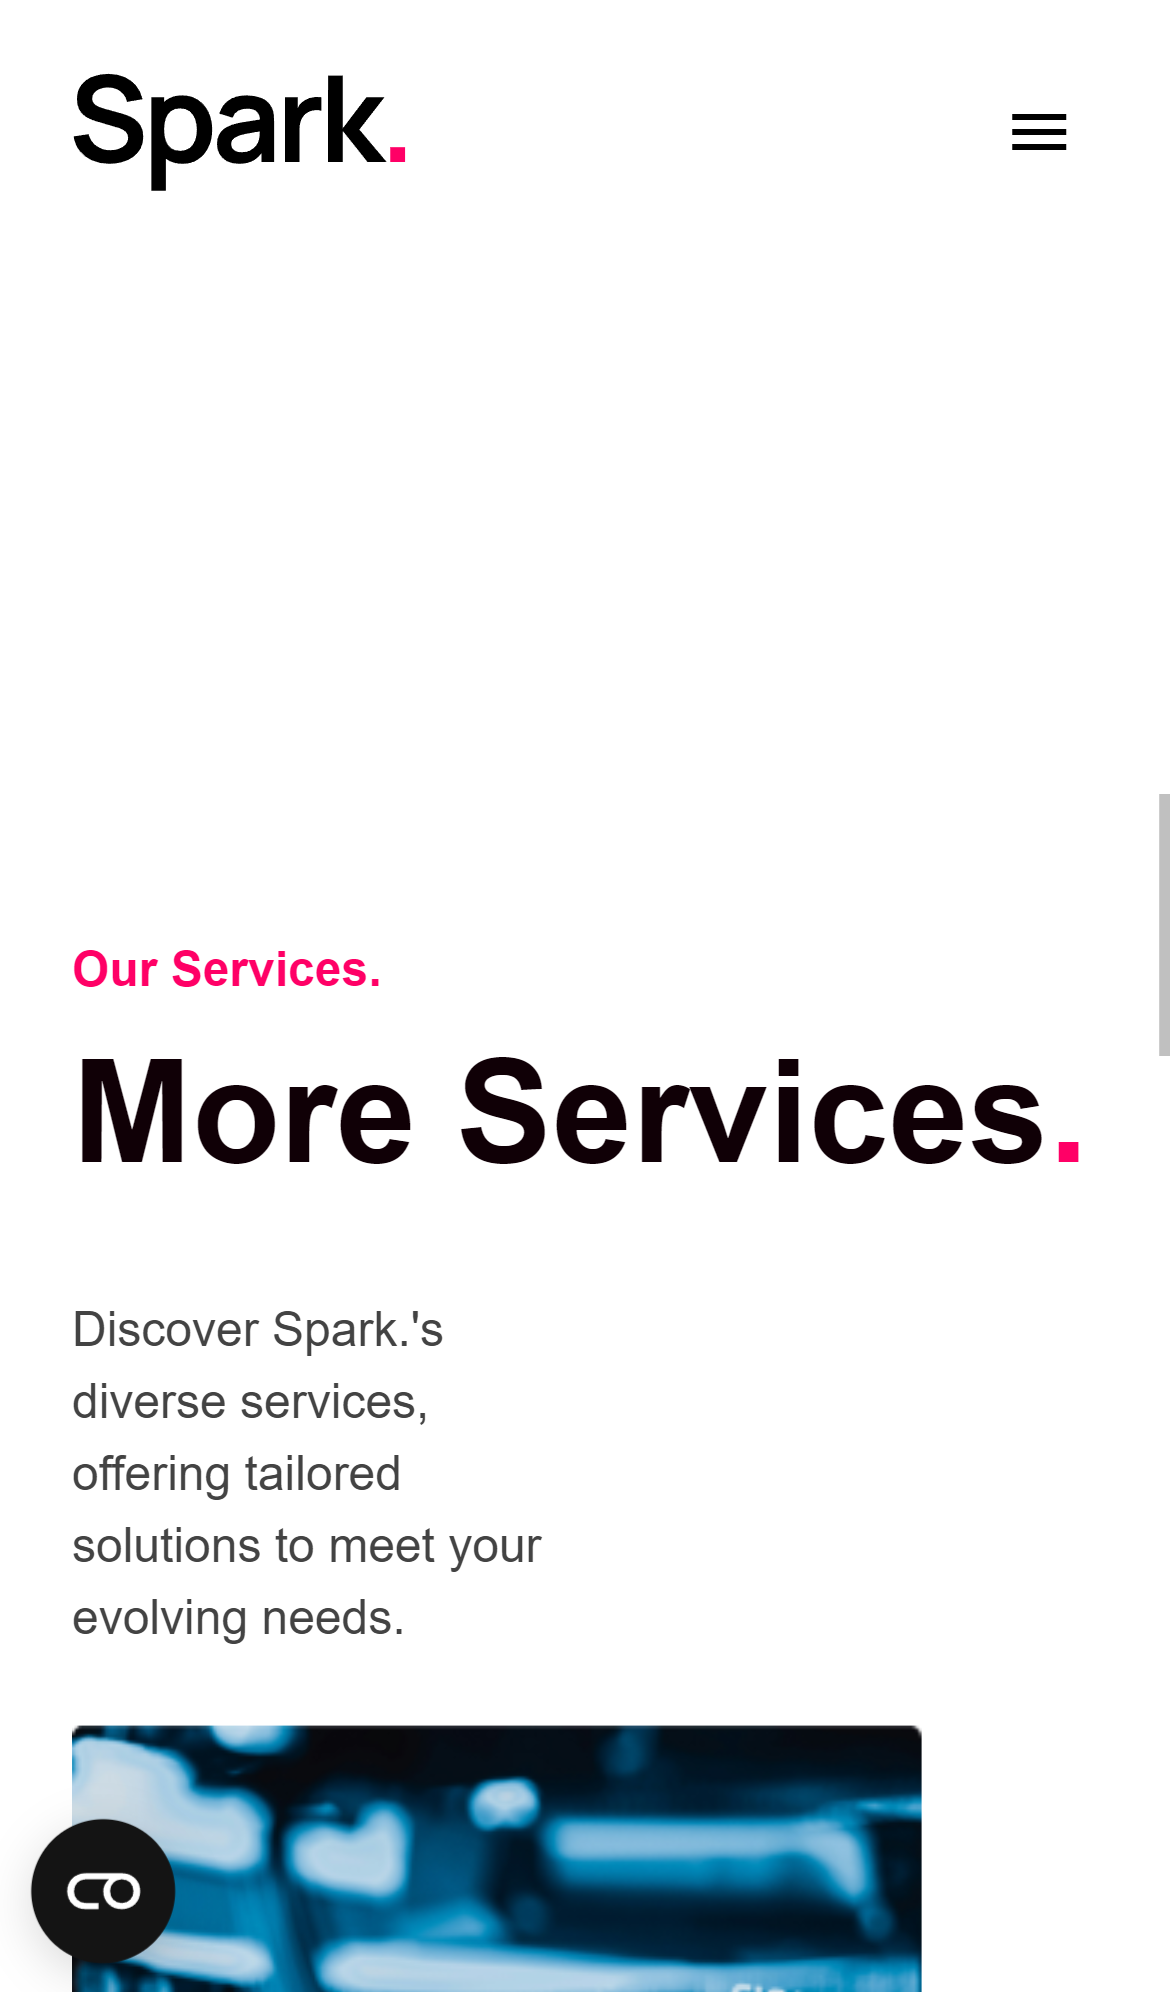 Spark.
Our Services.
More Services.
Discover Spark.'s
diverse services,
offering tailored
solutions to meet your
evolving needs.